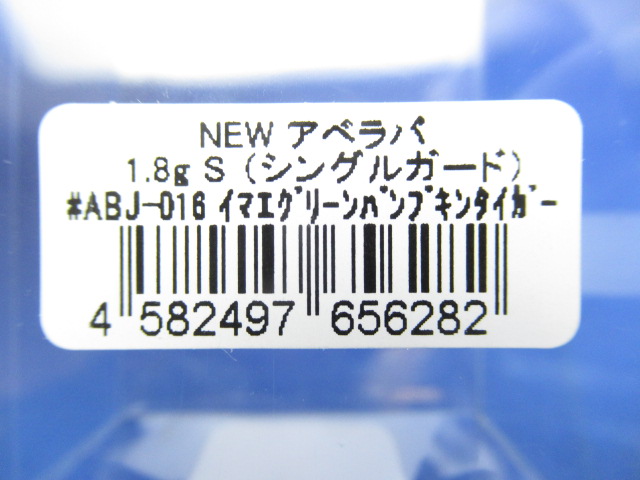 NEW アベラバ
1.8g S (シングルガード)
#ABJ-016 イマエグリーンパンプキンタイガー
4 582497 656282